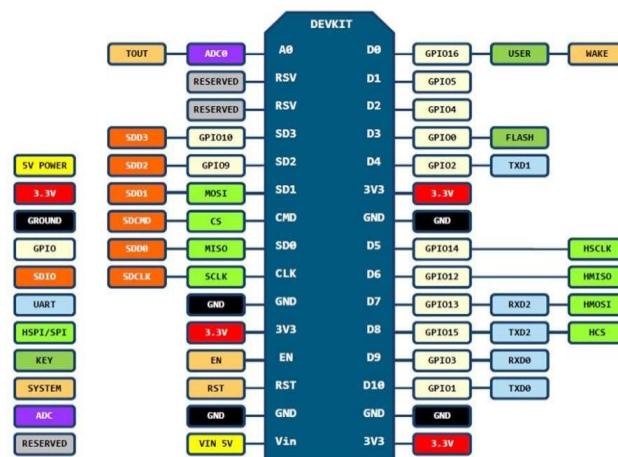 DEVKIT
TOUT ADC0 A0 D0 GPIO16 USER WAKE
RESERVED RSV D1 GPIO5
RESERVED RSV D2 GPIO4
SDD3 GPIO10 SD3 D3 GPIO0 FLASH
5V POWER SDD2 GPIO9 SD2 D4 GPIO2 TXD1
3.3V SDD1 MOSI SD1 3V3 3.3V
GROUND SDCMD CS CMD GND GND
GPIO SDD0 MISO SD0 D5 GPIO14 HSCLK
SDIO SDCLK SCLK CLK D6 GPIO12 HMISO
UART GND GND D7 GPIO13 RXD2 HMOSI
HSPI/SPI 3.3V 3V3 D8 GPIO15 TXD2 HCS
KEY EN EN D9 GPIO3 RXD0
SYSTEM RST RST D10 GPIO1 TXD0
ADC GND GND GND GND
RESERVED VIN 5V Vin 3V3 3.3V